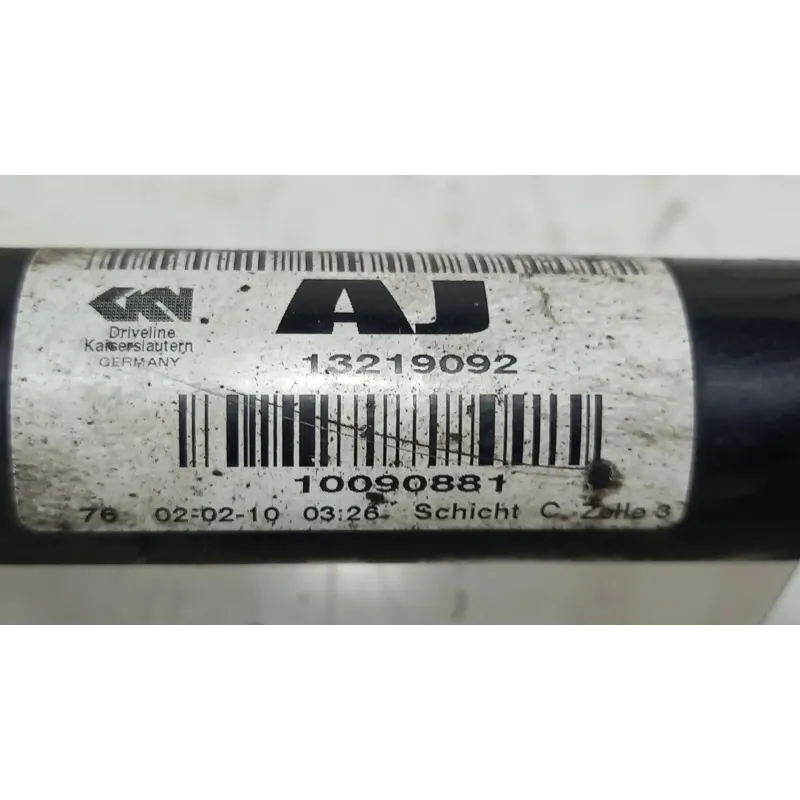 GKN
Driveline
Kaiserslautern
GERMANY
AJ
13219092
10090881
76 02-02-10 03:26 Schicht C Zelle 3